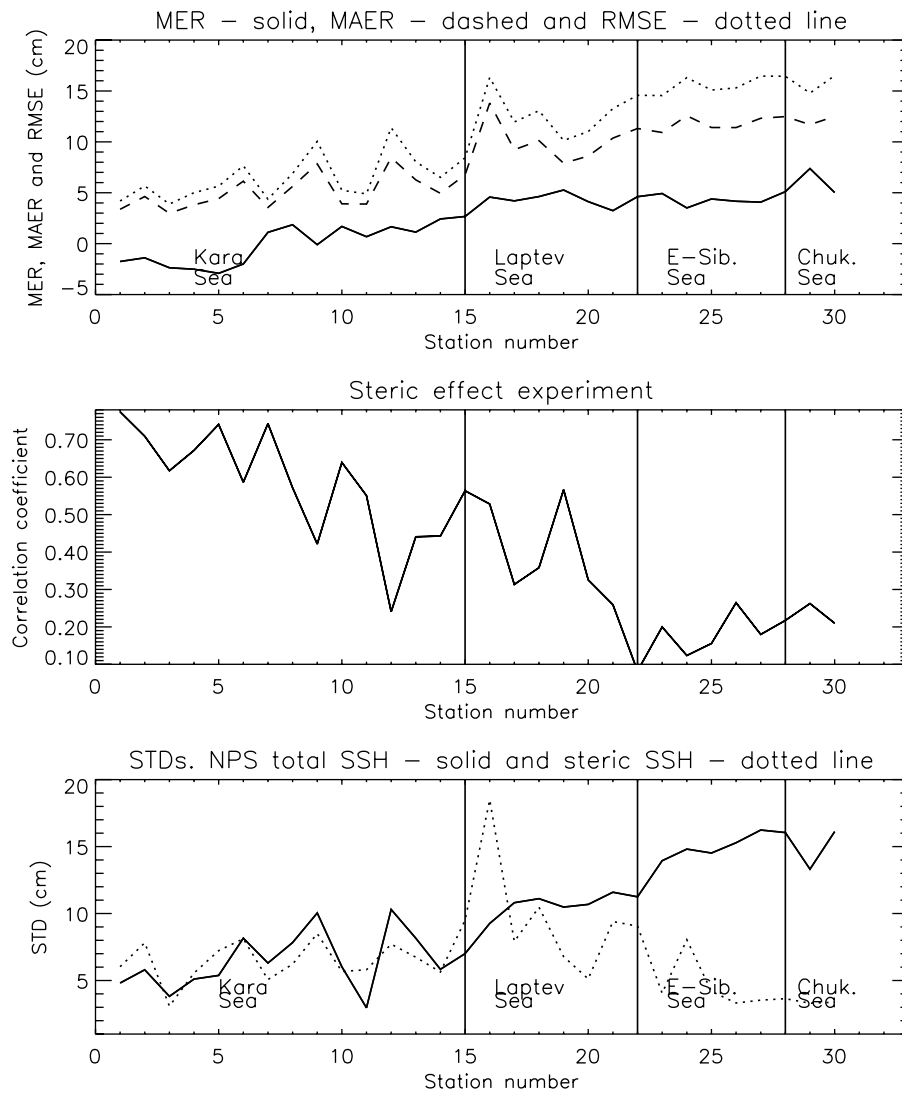 MER − solid, MAER − dashed and RMSE − dotted line
MER, MAER and RMSE (cm)
20
15
10
5
0
−5
Kara
Sea
Laptev
Sea
E−Sib.
Sea
Chuk.
Sea
0 5 10 15 20 25 30
Station number
Steric effect experiment
Correlation coefficient
0.70
0.60
0.50
0.40
0.30
0.20
0.10
0 5 10 15 20 25 30
Station number
STDs. NPS total SSH − solid and steric SSH − dotted line
STD (cm)
20
15
10
5
Kara
Sea
Laptev
Sea
E−Sib.
Sea
Chuk.
Sea
0 5 10 15 20 25 30
Station number